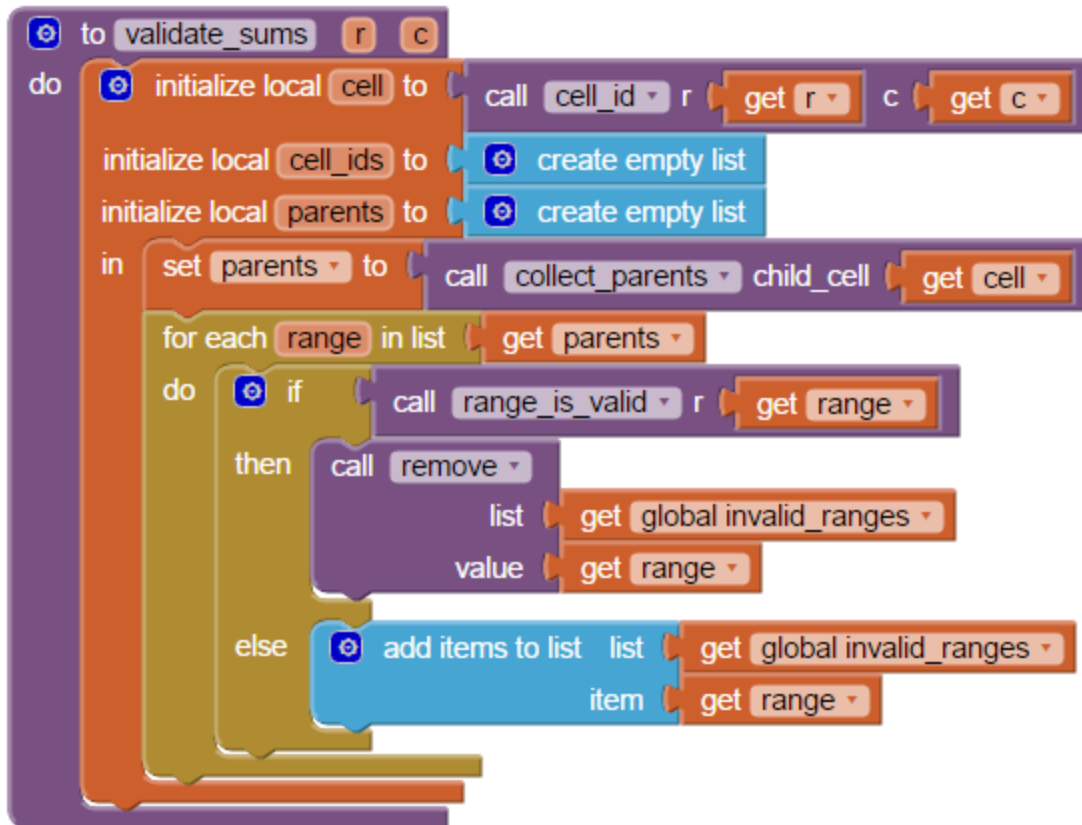 to validate_sums r c
do initialize local cell to call cell_id r get r c get c
initialize local cell_ids to create empty list
initialize local parents to create empty list
in set parents to call collect_parents child_cell get cell
for each range in list get parents
do if call range_is_valid r get range
then call remove
list get global invalid_ranges
value get range
else add items to list list get global invalid_ranges
item get range